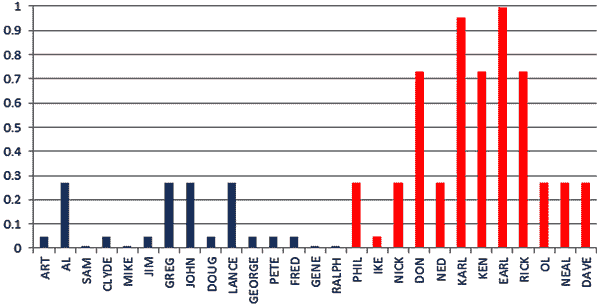 1
0.9
0.8
0.7
0.6
0.5
0.4
0.3
0.2
0.1
0
ART
AL
SAM
CLYDE
MIKE
JIM
GREG
JOHN
DOUG
LANCE
GEORGE
PETE
FRED
GENE
RALPH
PHIL
IKE
NICK
DON
NED
KARL
KEN
EARL
RICK
OL
NEAL
DAVE